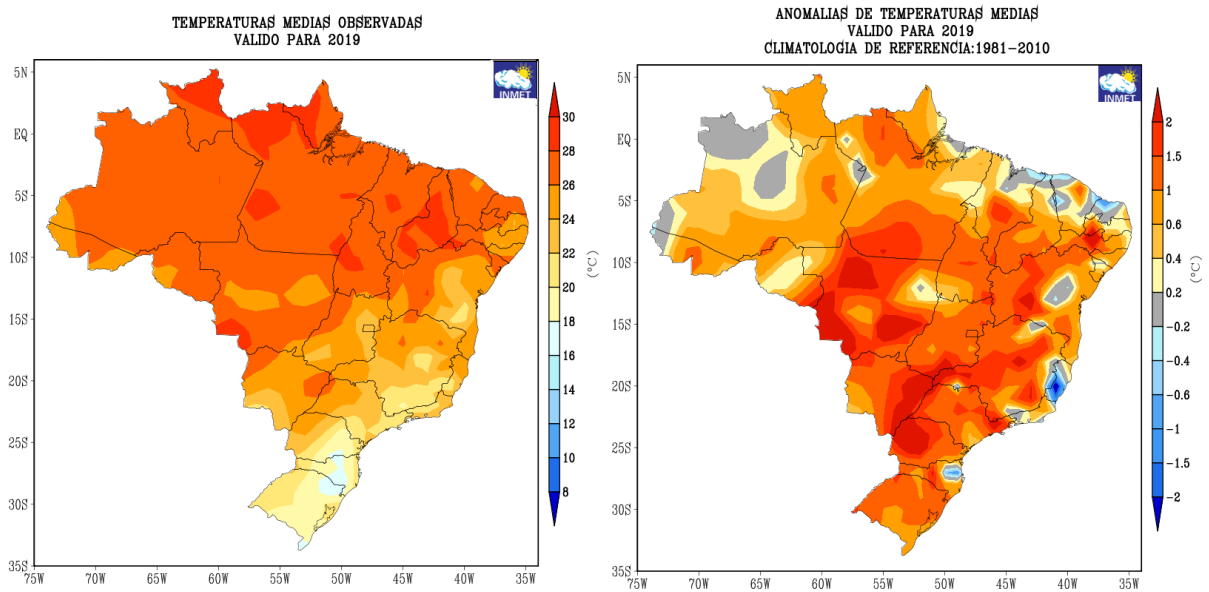 TEMPERATURAS MEDIAS OBSERVADAS
VALIDO PARA 2019
INMET
5N
EQ
5S
10S
15S
20S
25S
30S
35S
75W 70W 65W 60W 55W 50W 45W 40W 35W
30
28
26
24
22
20
18
16
14
12
10
8
(°C)
ANOMALIAS DE TEMPERATURAS MEDIAS
VALIDO PARA 2019
CLIMATOLOGIA DE REFERENCIA:1981-2010
INMET
5N
EQ
5S
10S
15S
20S
25S
30S
35S
75W 70W 65W 60W 55W 50W 45W 40W 35W
2
1.5
1
0.6
0.4
0.2
-0.2
-0.4
-0.6
-1
-1.5
-2
(°C)